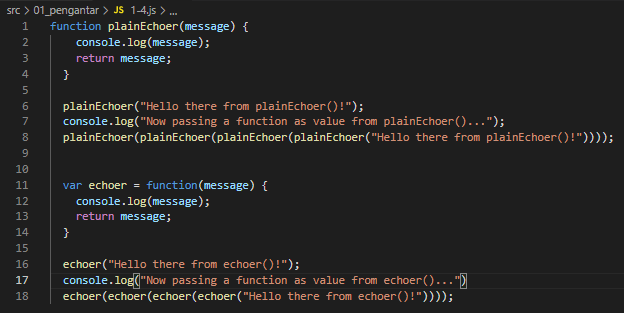 src > 01_pengantar > JS 1-4.js > ...
1 function plainEchoer(message) {
2 console.log(message);
3 return message;
4 }
5
6 plainEchoer("Hello there from plainEchoer()!");
7 console.log("Now passing a function as value from plainEchoer()...");
8 plainEchoer(plainEchoer(plainEchoer(plainEchoer("Hello there from plainEchoer()!"))));
9
10
11 var echoer = function(message) {
12 console.log(message);
13 return message;
14 }
15
16 echoer("Hello there from echoer()!");
17 console.log("Now passing a function as value from echoer()...")
18 echoer(echoer(echoer(echoer("Hello there from echoer()!"))));